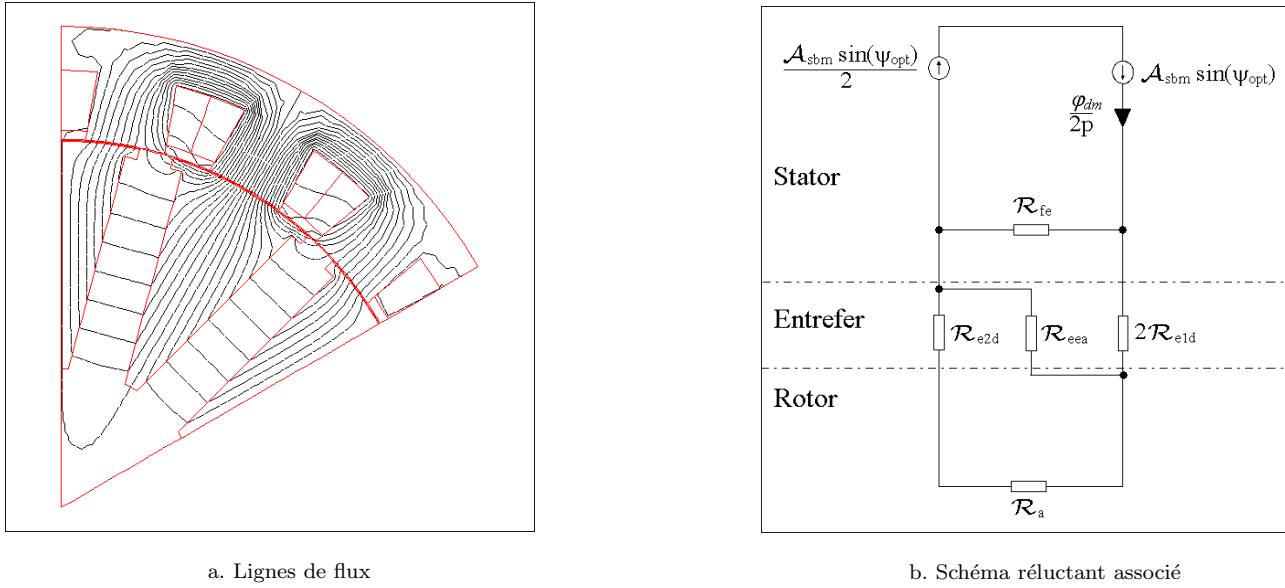 𝒜sbm sin(ψopt)
2
𝒜sbm sin(ψopt)
φdm
2p
Stator
ℛfe
Entrefer
ℛe2d
ℛeea
2ℛe1d
Rotor
ℛa
a. Lignes de flux
b. Schéma réluctant associé